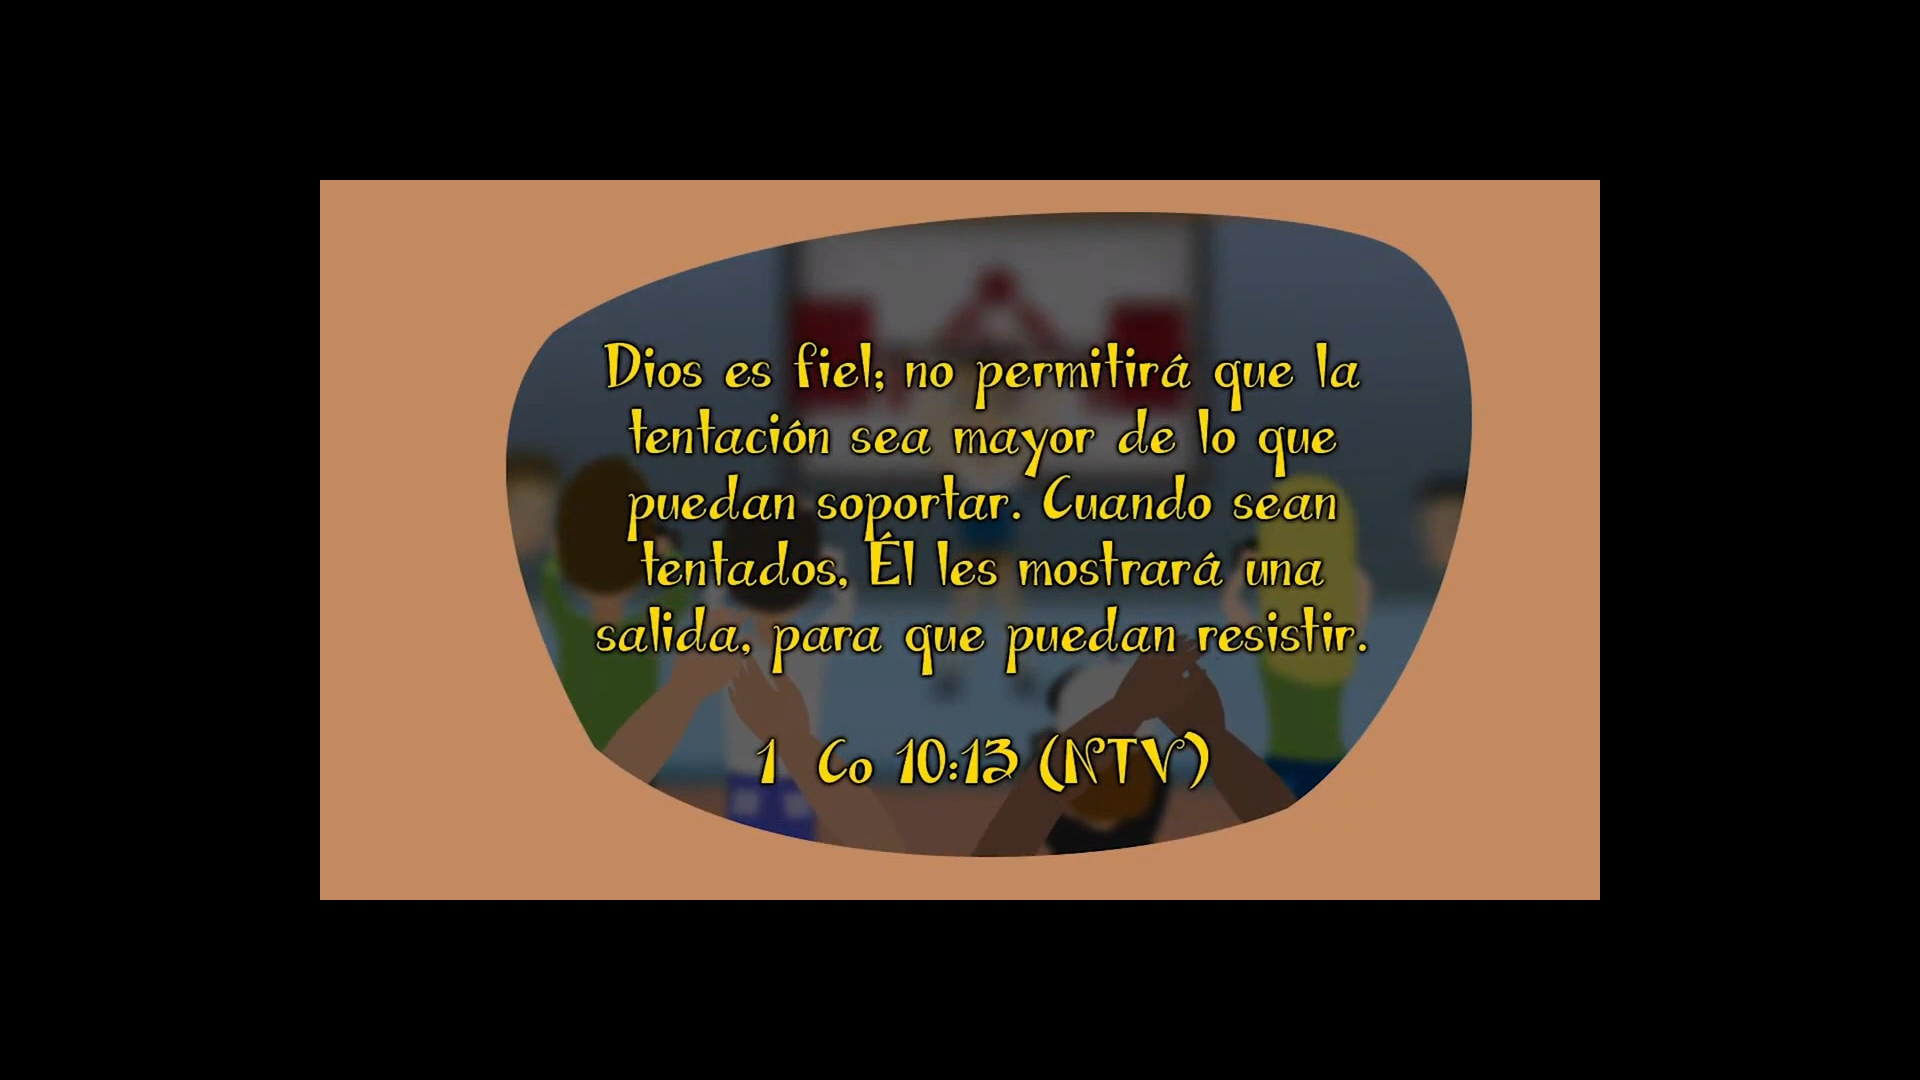 Dios es fiel; no permitirá que la
tentación sea mayor de lo que
puedan soportar. Cuando sean
tentados, Él les mostrará una
salida, para que puedan resistir.
1 Co 10:13 (NTV)